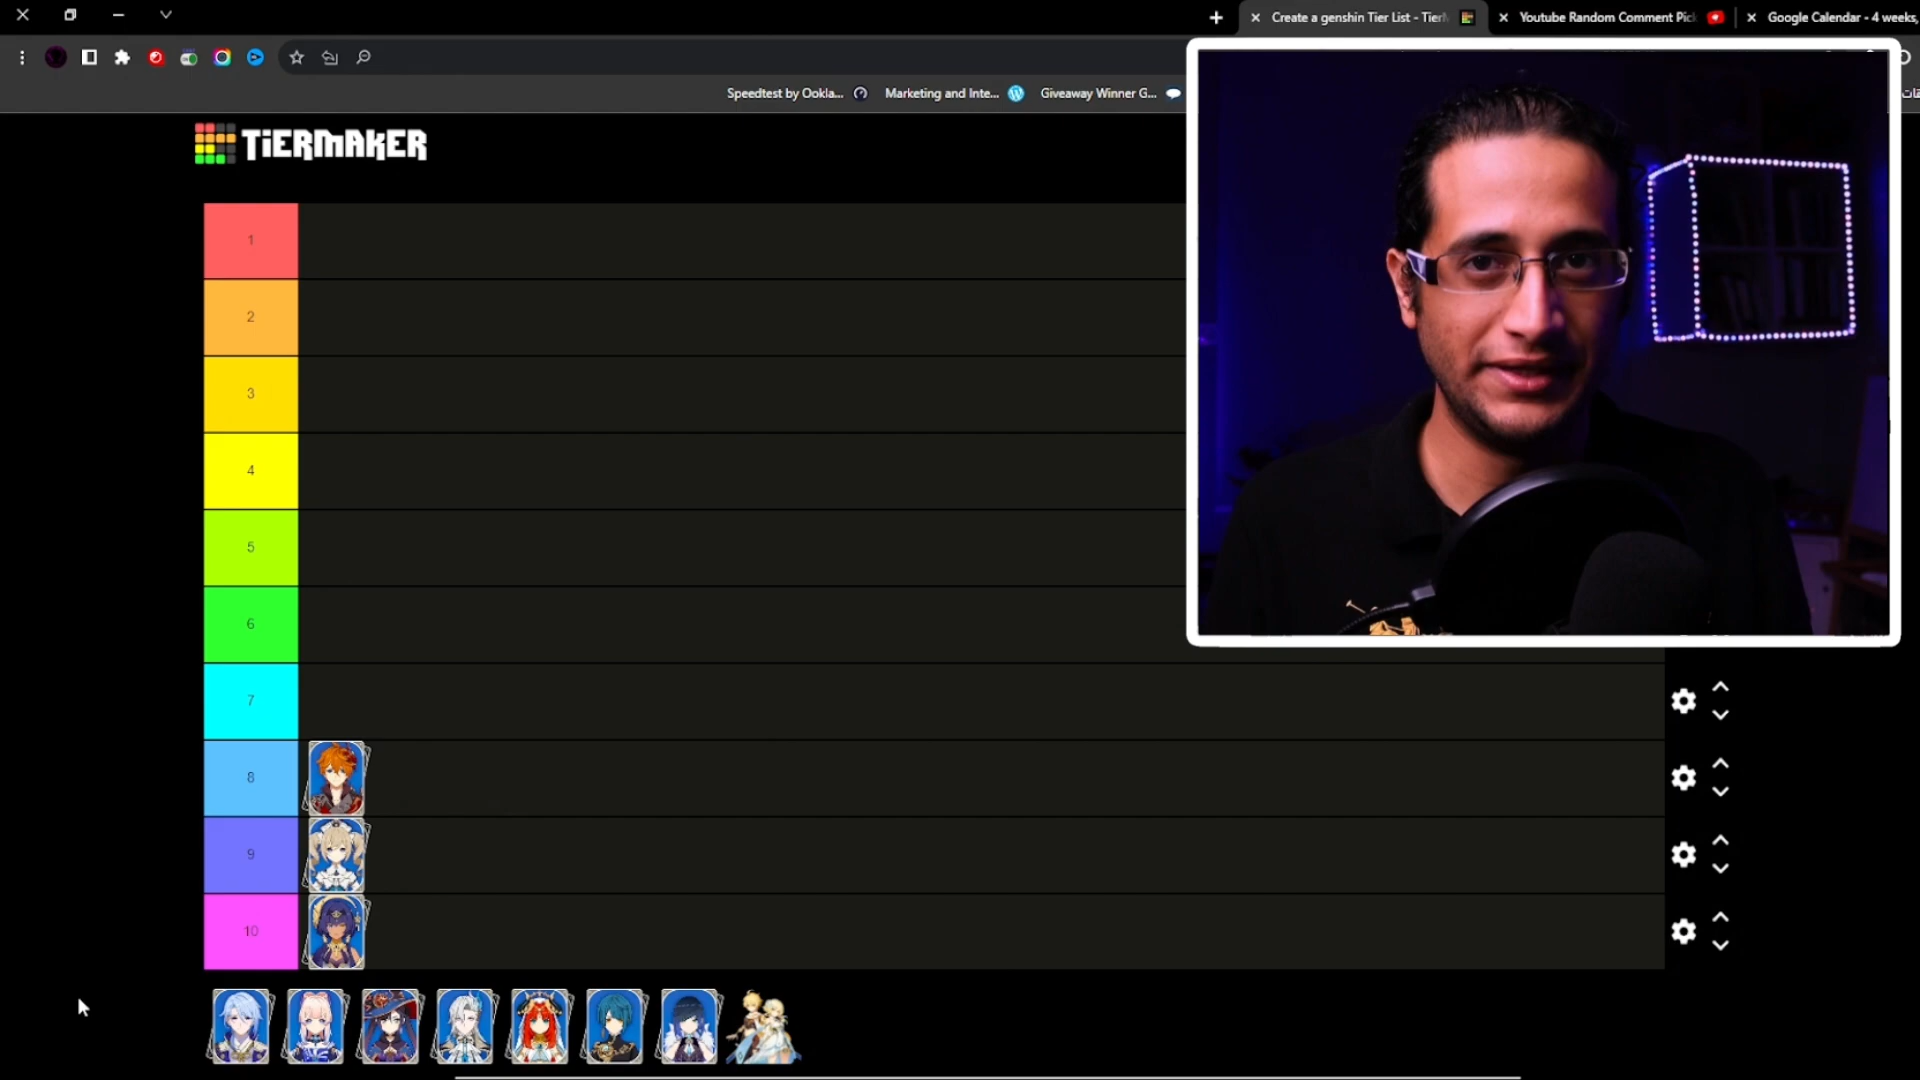 Create a genshin Tier List - Tier
Youtube Random Comment Pic
Google Calendar - 4 weeks,
Speedtest by Ookla...
Marketing and Inte...
Giveaway Winner G...
TiERMAKER
1
2
3
4
5
6
7
8
9
10